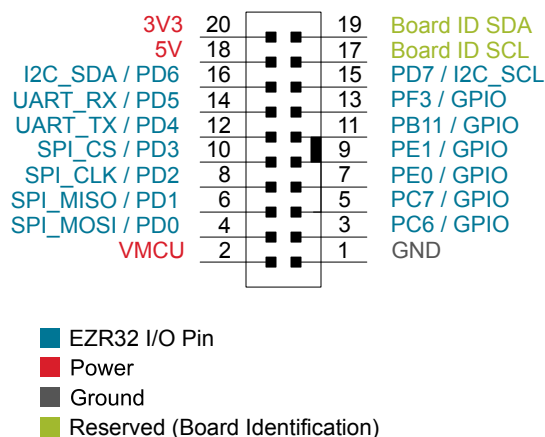 3V3 20 19 Board ID SDA
5V 18 17 Board ID SCL
I2C_SDA / PD6 16 15 PD7 / I2C_SCL
UART_RX / PD5 14 13 PF3 / GPIO
UART_TX / PD4 12 11 PB11 / GPIO
SPI_CS / PD3 10 9 PE1 / GPIO
SPI_CLK / PD2 8 7 PE0 / GPIO
SPI_MISO / PD1 6 5 PC7 / GPIO
SPI_MOSI / PD0 4 3 PC6 / GPIO
VMCU 2 1 GND
EZR32 I/O Pin
Power
Ground
Reserved (Board Identification)